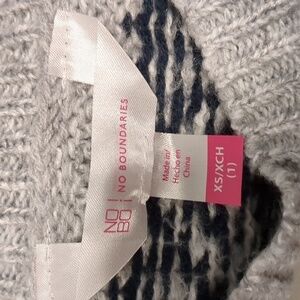 NO
BO
NO BOUNDARIES
Made in/
Hecho en
China
XS/XCH
(1)